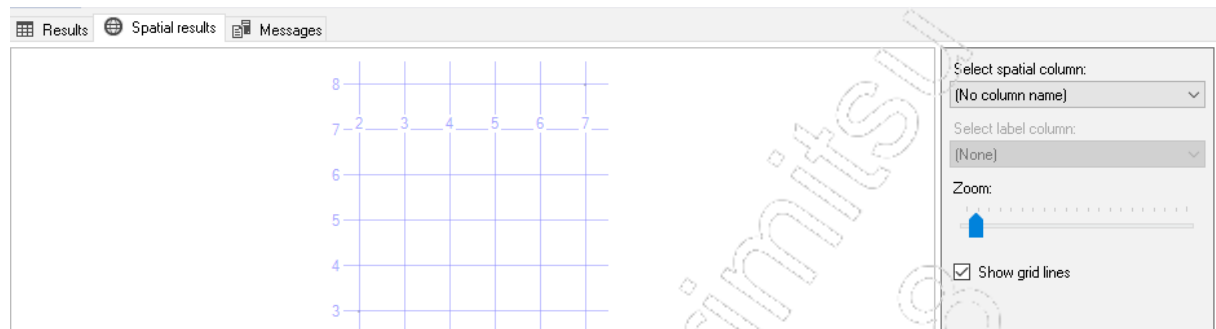 Results Spatial results Messages
Select spatial column:
(No column name)
Select label column:
(None)
Zoom:
Show grid lines
8
7 2 3 4 5 6 7
6
5
4
3